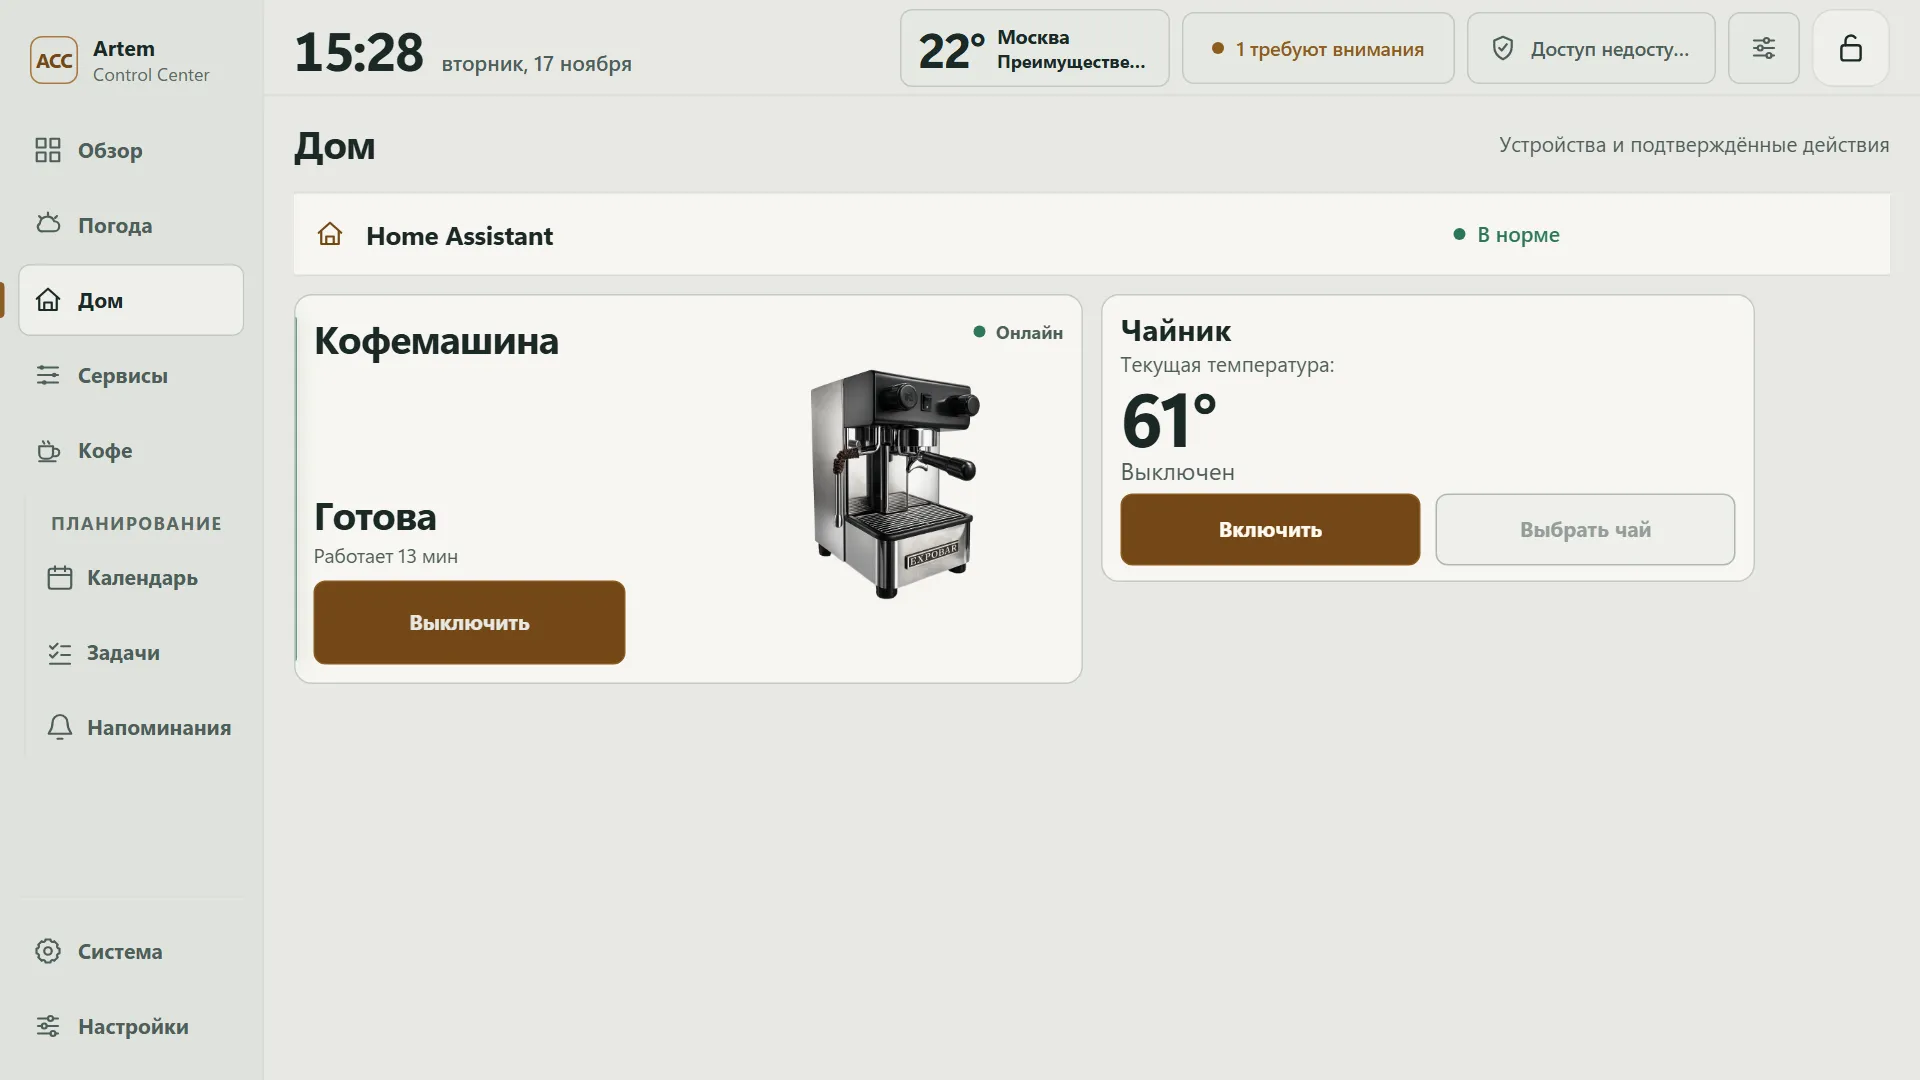 ACC
Artem
Control Center
Обзор
Погода
Дом
Сервисы
Кофе
ПЛАНИРОВАНИЕ
Календарь
Задачи
Напоминания
Система
Настройки
15:28 вторник, 17 ноября
22° Москва
Преимуществе...
1 требуют внимания
Доступ недосту...
Дом
Устройства и подтверждённые действия
Home Assistant
В норме
Кофемашина
Онлайн
EXPOBAR
Готова
Работает 13 мин
Выключить
Чайник
Текущая температура:
61°
Выключен
Включить
Выбрать чай